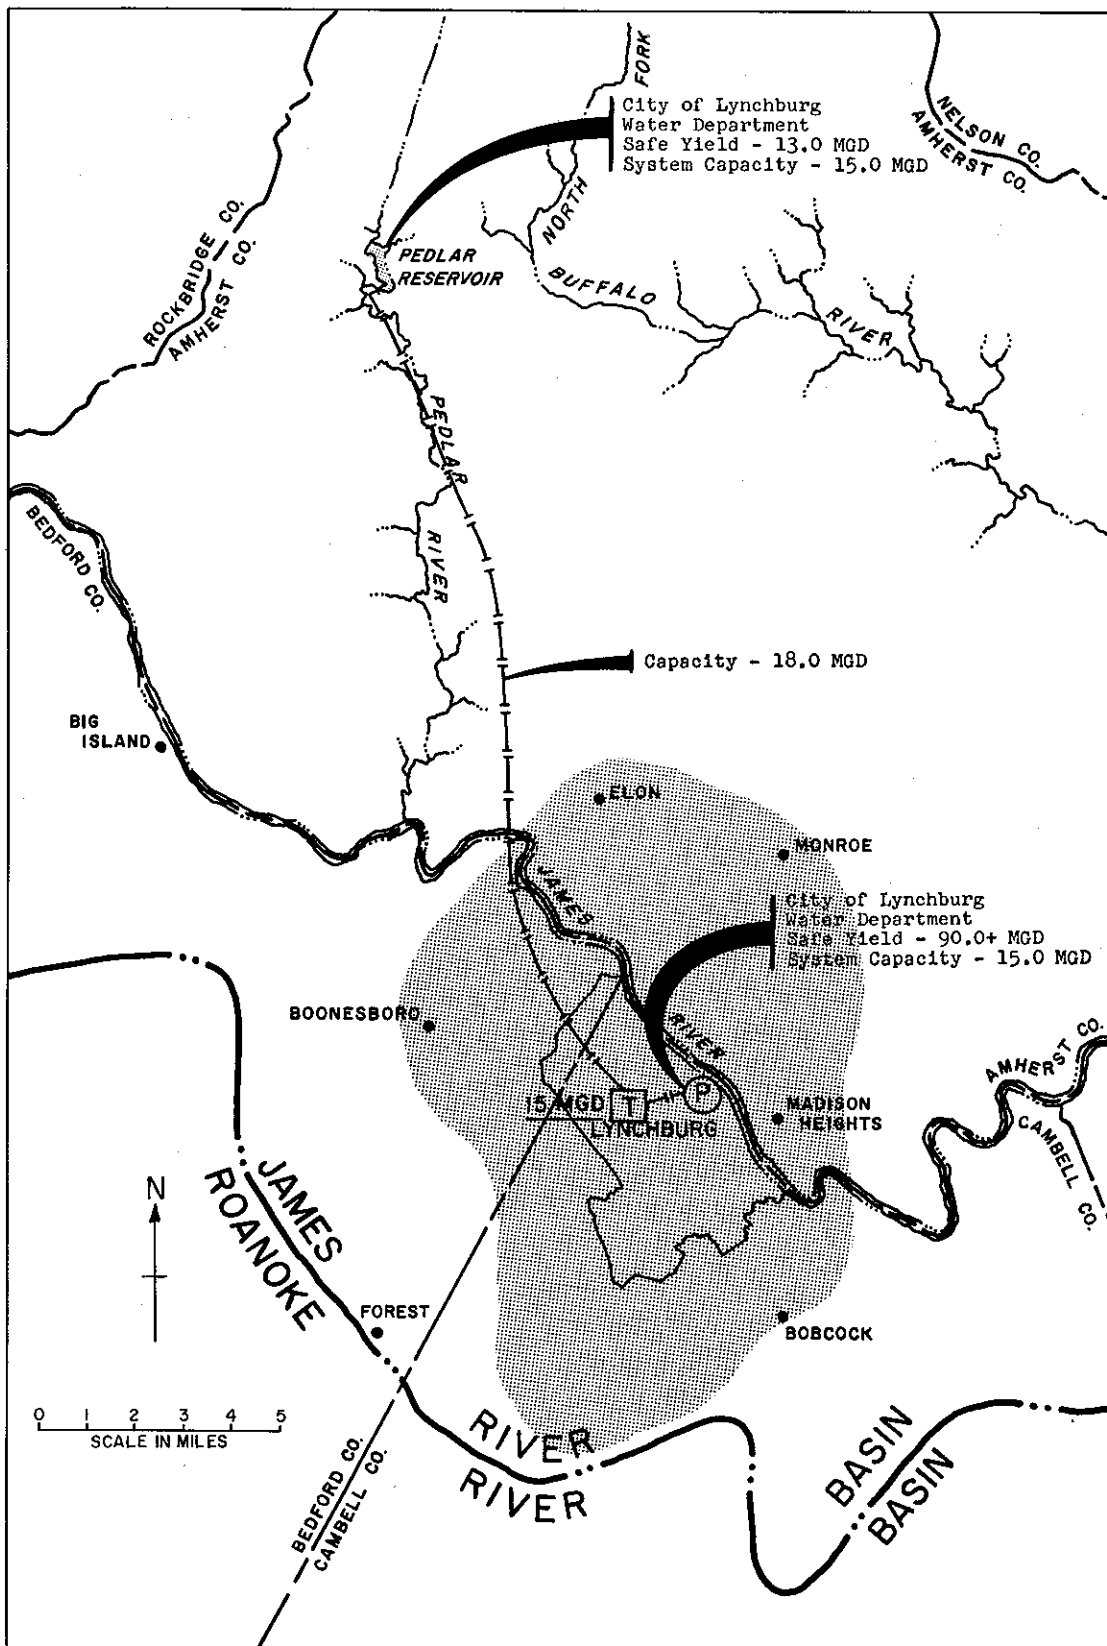 City of Lynchburg
Water Department
Safe Yield - 13.0 MGD
System Capacity - 15.0 MGD
NORTH FORK
NELSON CO.
AMHERST CO.
ROCKBRIDGE CO.
AMHERST CO.
PEDLAR
RESERVOIR
BUFFALO RIVER
PEDLAR RIVER
BEDFORD CO.
Capacity - 18.0 MGD
BIG
ISLAND
ELON
MONROE
JAMES RIVER
City of Lynchburg
Water Department
Safe Yield - 90.0+ MGD
System Capacity - 15.0 MGD
BOONESBORO
AMHERST CO.
CAMBELL CO.
15 MGD T
P
LYNCHBURG
MADISON
HEIGHTS
N
JAMES RIVER BASIN
ROANOKE RIVER BASIN
FOREST
BOBCOCK
0 1 2 3 4 5
SCALE IN MILES
BEDFORD CO.
CAMBELL CO.